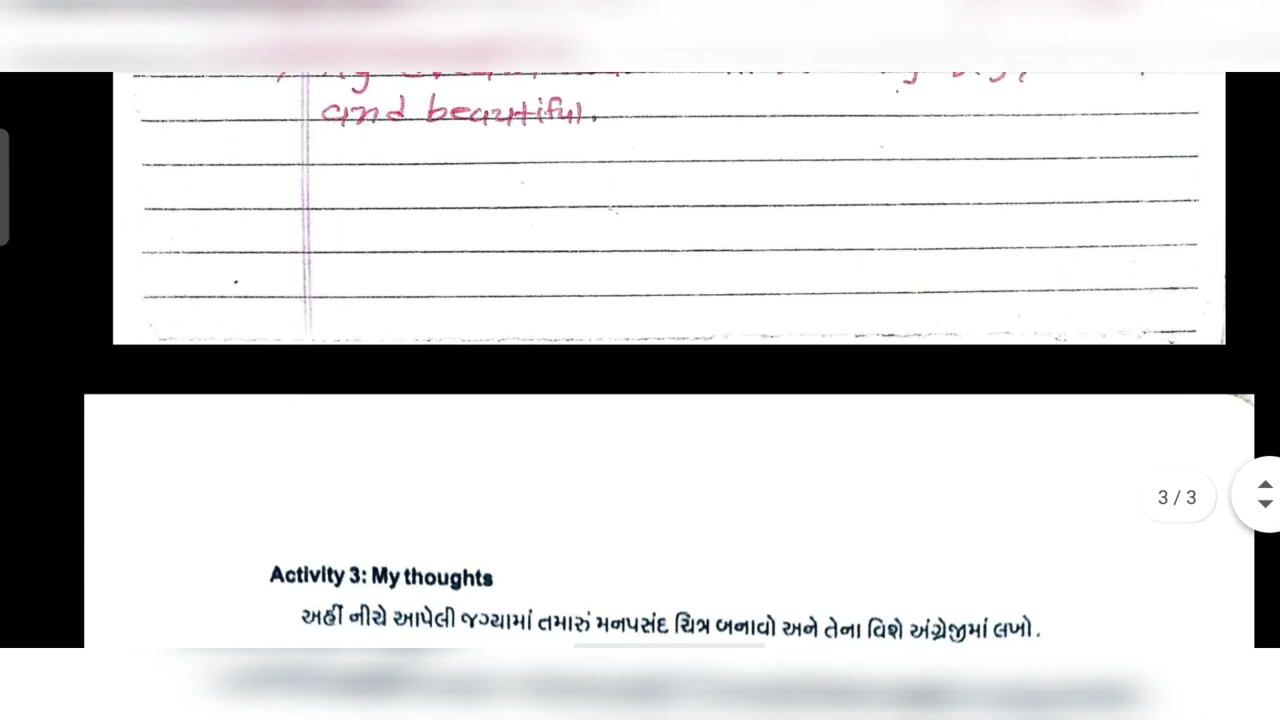 and beautiful.
3 / 3
Activity 3: My thoughts
અહીં નીચે આપેલી જગ્યામાં તમારું મનપસંદ ચિત્ર બનાવો અને તેના વિશે અંગ્રેજીમાં લખો.